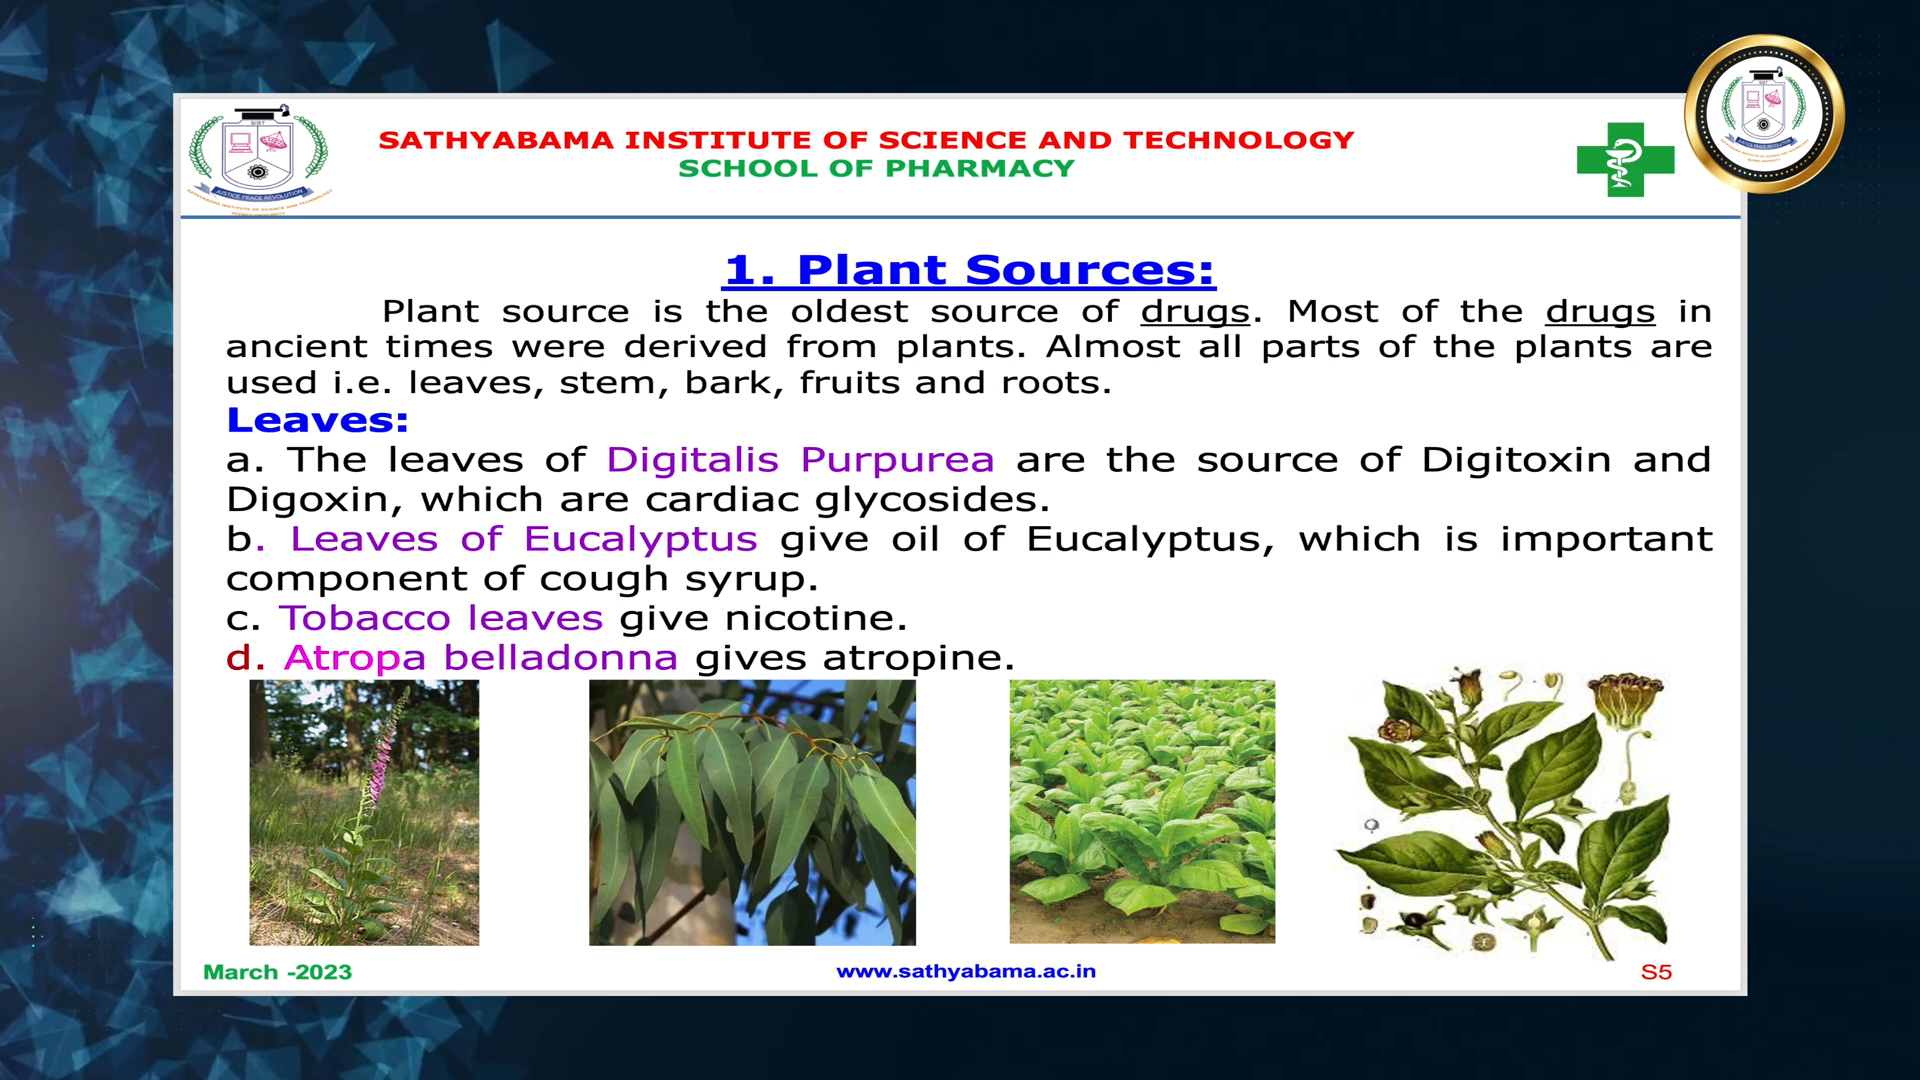 SIST
JUSTICE PEACE REVOLUTION
SATHYABAMA INSTITUTE OF SCIENCE AND TECHNOLOGY
SCHOOL OF PHARMACY
1. Plant Sources:
Plant source is the oldest source of drugs. Most of the drugs in
ancient times were derived from plants. Almost all parts of the plants are
used i.e. leaves, stem, bark, fruits and roots.
Leaves:
a. The leaves of Digitalis Purpurea are the source of Digitoxin and
Digoxin, which are cardiac glycosides.
b. Leaves of Eucalyptus give oil of Eucalyptus, which is important
component of cough syrup.
c. Tobacco leaves give nicotine.
d. Atropa belladonna gives atropine.
March -2023
www.sathyabama.ac.in
S5